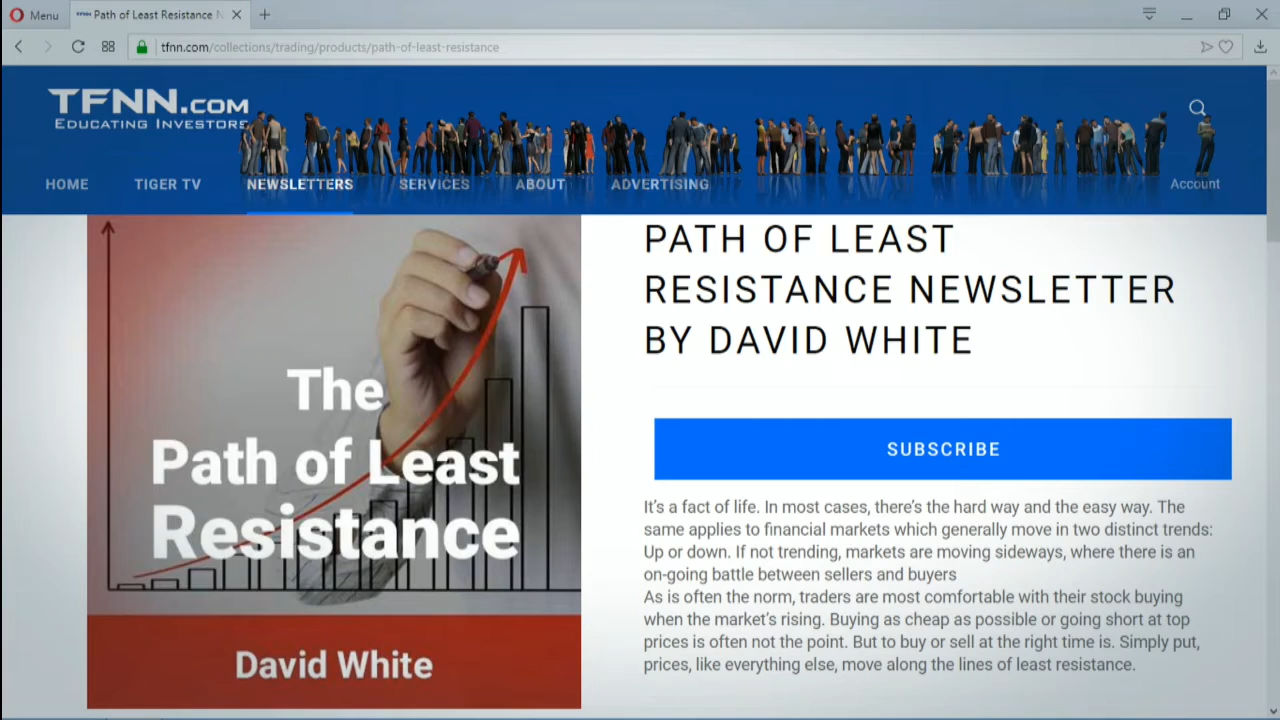 Menu
Path of Least Resistance N
tfnn.com/collections/trading/products/path-of-least-resistance
TFNN.COM
EDUCATING INVESTORS
HOME TIGER TV NEWSLETTERS SERVICES ABOUT ADVERTISING Account
The
Path of Least
Resistance
David White
PATH OF LEAST
RESISTANCE NEWSLETTER
BY DAVID WHITE
SUBSCRIBE
It's a fact of life. In most cases, there's the hard way and the easy way. The
same applies to financial markets which generally move in two distinct trends:
Up or down. If not trending, markets are moving sideways, where there is an
on-going battle between sellers and buyers
As is often the norm, traders are most comfortable with their stock buying
when the market's rising. Buying as cheap as possible or going short at top
prices is often not the point. But to buy or sell at the right time is. Simply put,
prices, like everything else, move along the lines of least resistance.